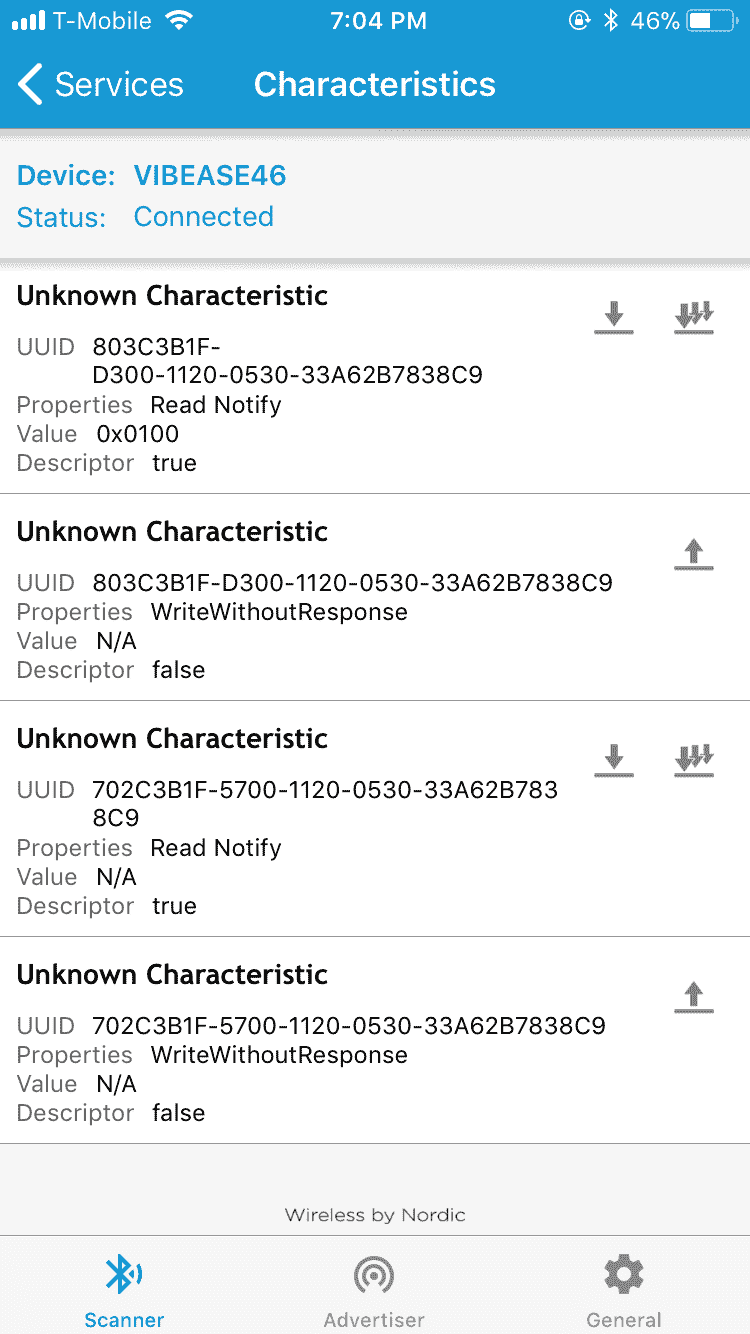 T-Mobile 7:04 PM 46%
Services Characteristics
Device: VIBEASE46
Status: Connected
Unknown Characteristic
UUID 803C3B1F-
D300-1120-0530-33A62B7838C9
Properties Read Notify
Value 0x0100
Descriptor true
Unknown Characteristic
UUID 803C3B1F-D300-1120-0530-33A62B7838C9
Properties WriteWithoutResponse
Value N/A
Descriptor false
Unknown Characteristic
UUID 702C3B1F-5700-1120-0530-33A62B783
8C9
Properties Read Notify
Value N/A
Descriptor true
Unknown Characteristic
UUID 702C3B1F-5700-1120-0530-33A62B7838C9
Properties WriteWithoutResponse
Value N/A
Descriptor false
Wireless by Nordic
Scanner Advertiser General